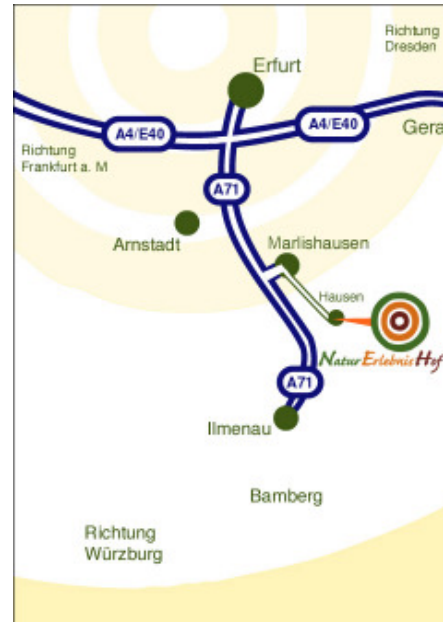 Richtung
Dresden
Erfurt
A4/E40
A4/E40
Gera
Richtung
Frankfurt a. M
A71
Arnstadt
Marlishausen
Hausen
NaturErlebnisHof
A71
Ilmenau
Bamberg
Richtung
Würzburg